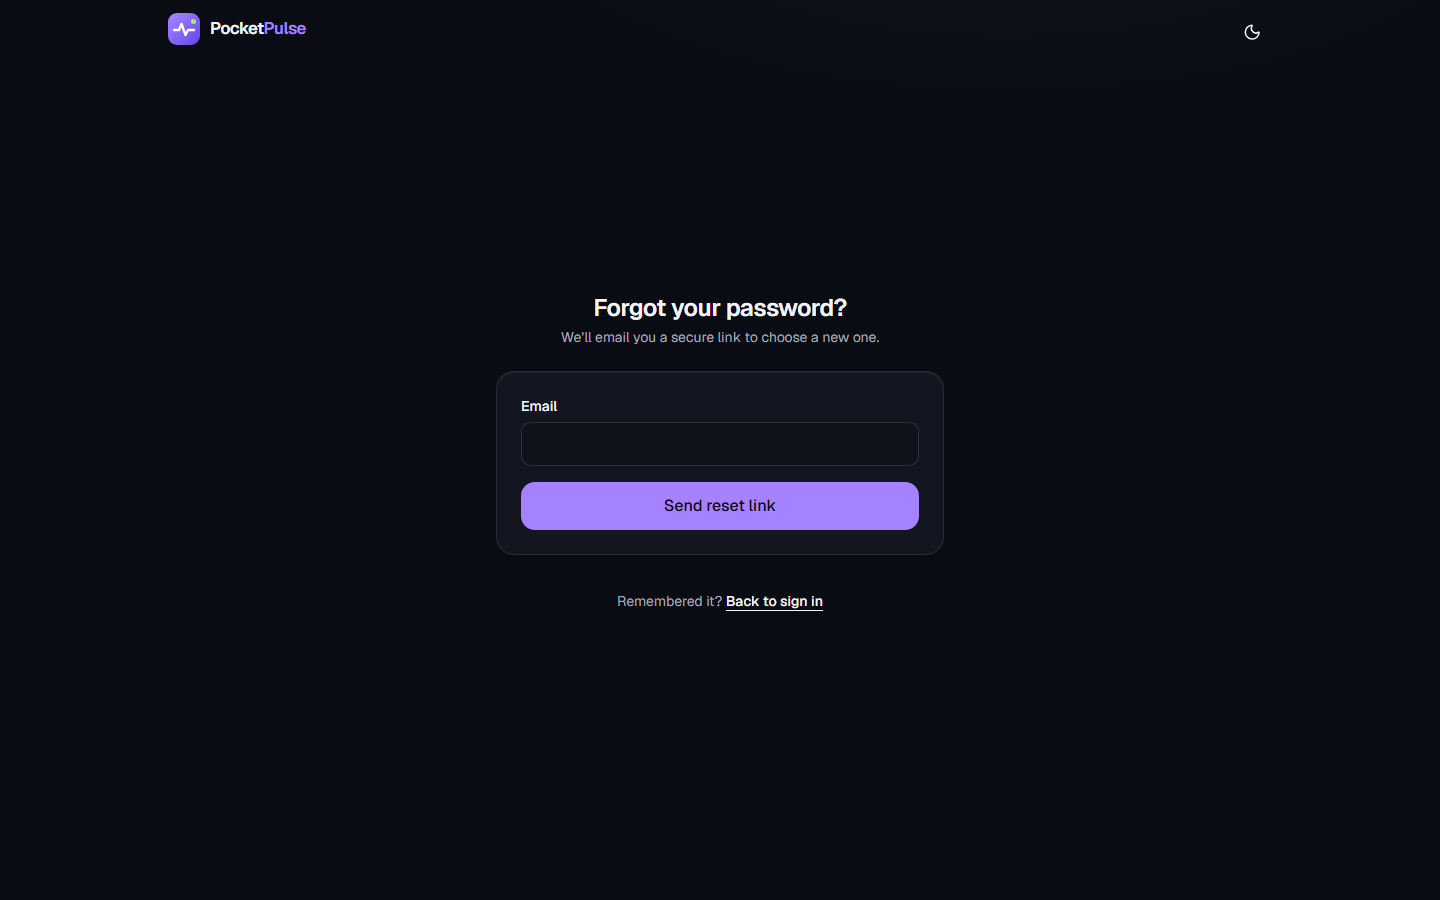 PocketPulse
Forgot your password?
We'll email you a secure link to choose a new one.
Email
Send reset link
Remembered it? Back to sign in